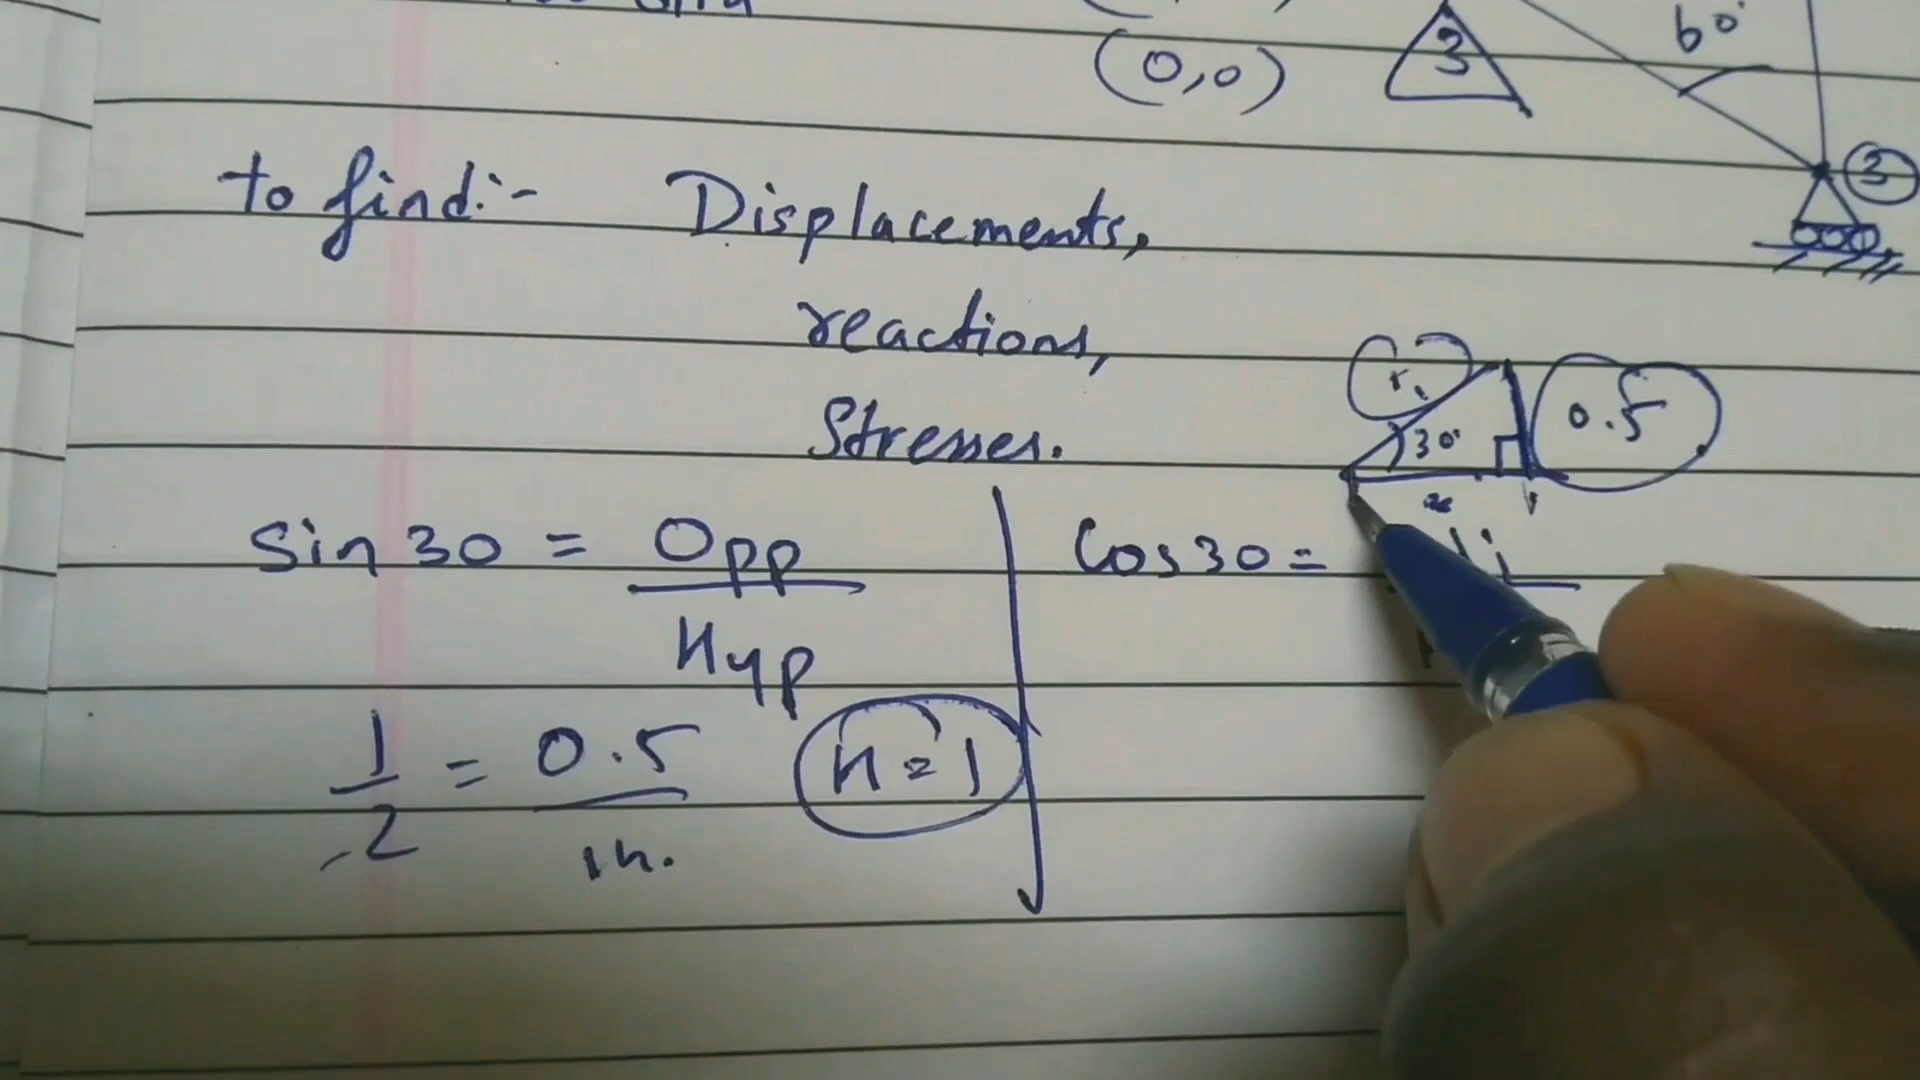 60°
(0,0)
3
3
to find:- Displacements,
reactions,
Stresses.
30°
0.5
x
Sin 30 = Opp
Hyp
Cos30 =
1 = 0.5
2
h = 1